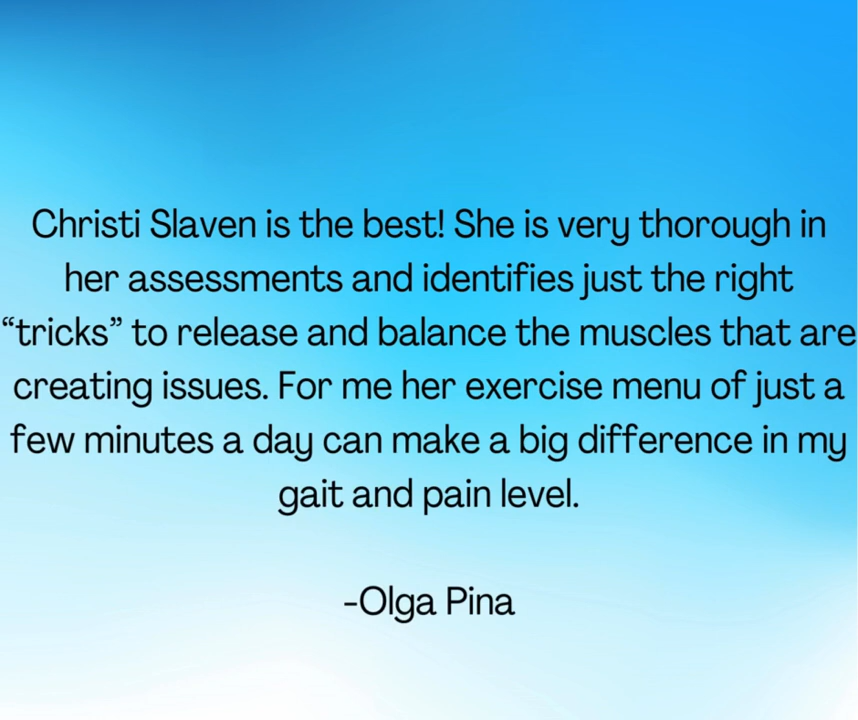 Christi Slaven is the best! She is very thorough in
her assessments and identifies just the right
“tricks” to release and balance the muscles that are
creating issues. For me her exercise menu of just a
few minutes a day can make a big difference in my
gait and pain level.
-Olga Pina